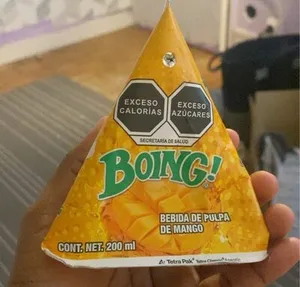 EXCESO CALORÍAS
EXCESO AZÚCARES
SECRETARÍA DE SALUD
BOING!
BEBIDA DE PULPA
DE MANGO
CONT. NET. 200 ml
Tetra Pak®